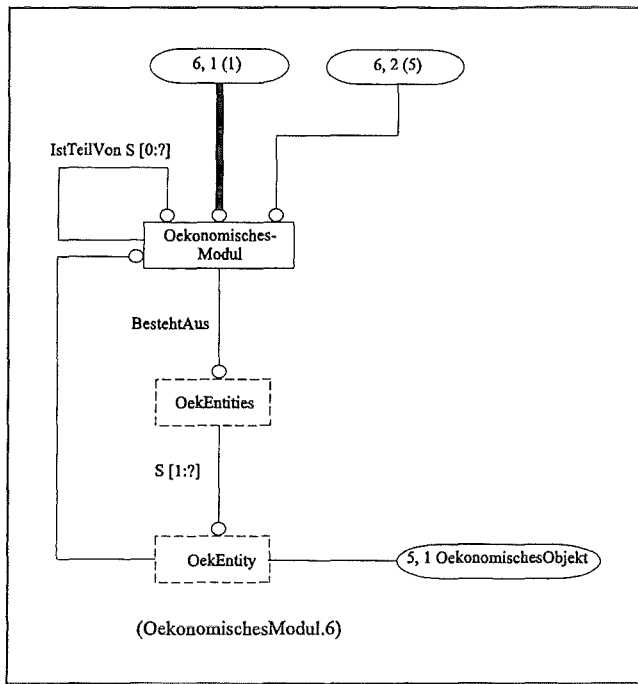 6, 1 (1)
6, 2 (5)
IstTeilVon S [0:?]
Oekonomisches-
Modul
BestehtAus
OekEntities
S [1:?]
OekEntity
5, 1 OekonomischesObjekt
(OekonomischesModul.6)